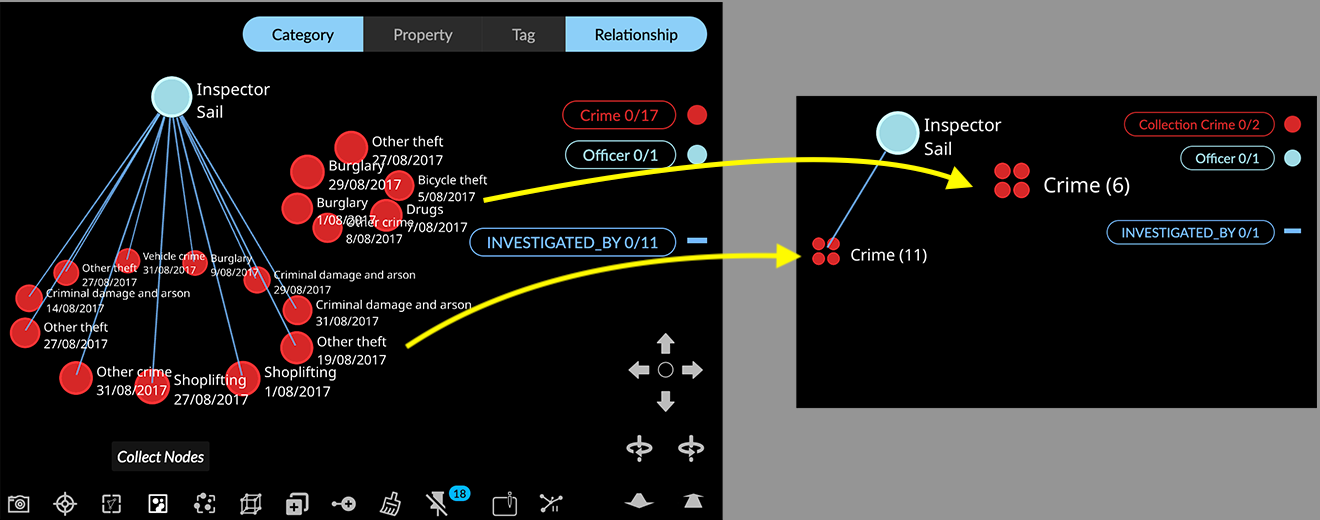 Category
Property
Tag
Relationship
Inspector
Sail
Crime 0/17
Officer 0/1
INVESTIGATED_BY 0/11
Other theft
27/08/2017
Burglary
29/08/2017
Bicycle theft
5/08/2017
Burglary
1/08/2017
Drugs
7/08/2017
Other crime
8/08/2017
Vehicle crime
31/08/2017
Burglary
9/08/2017
Other theft
27/08/2017
Criminal damage and arson
29/08/2017
Criminal damage and arson
14/08/2017
Criminal damage and arson
31/08/2017
Other theft
27/08/2017
Other theft
19/08/2017
Other crime
31/08/2017
Shoplifting
27/08/2017
Shoplifting
1/08/2017
Collect Nodes
18
Inspector
Sail
Collection Crime 0/2
Officer 0/1
Crime (6)
INVESTIGATED_BY 0/1
Crime (11)